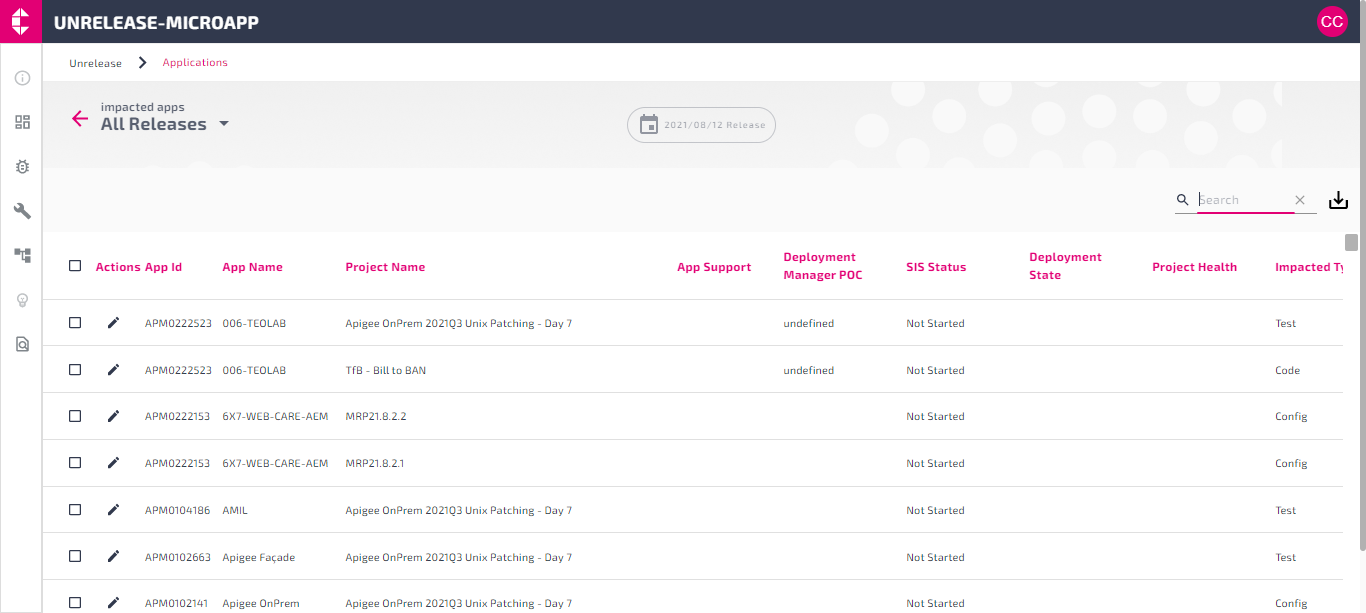 UNRELEASE-MICROAPP
CC
Unrelease Applications
impacted apps
All Releases
2021/08/12 Release
Search
Actions App Id App Name Project Name App Support Deployment Manager POC SIS Status Deployment State Project Health Impacted Ty
APM0222523 006-TEOLAB Apigee OnPrem 2021Q3 Unix Patching - Day 7 undefined Not Started Test
APM0222523 006-TEOLAB TfB - Bill to BAN undefined Not Started Code
APM0222153 6X7-WEB-CARE-AEM MRP21.8.2.2 Not Started Config
APM0222153 6X7-WEB-CARE-AEM MRP21.8.2.1 Not Started Config
APM0104186 AMIL Apigee OnPrem 2021Q3 Unix Patching - Day 7 Not Started Test
APM0102663 Apigee Façade Apigee OnPrem 2021Q3 Unix Patching - Day 7 Not Started Test
APM0102141 Apigee OnPrem Apigee OnPrem 2021Q3 Unix Patching - Day 7 Not Started Config